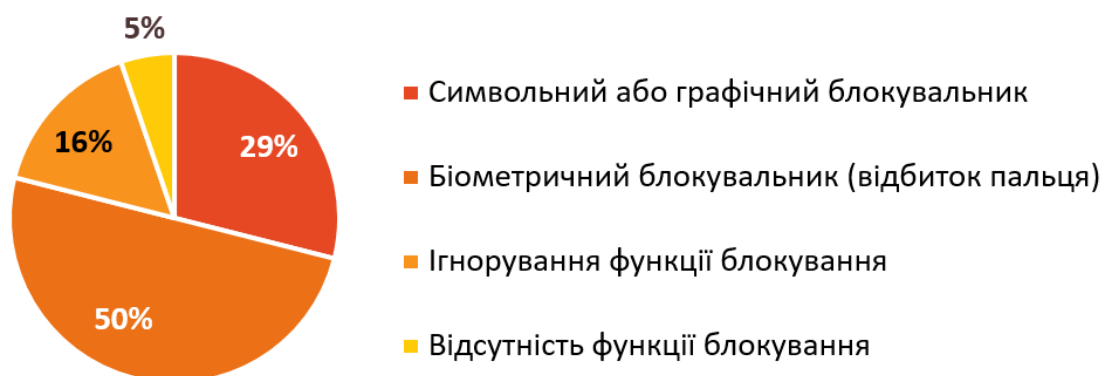 5%
16%
29%
50%
Символьний або графічний блокувальник
Біометричний блокувальник (відбиток пальця)
Ігнорування функції блокування
Відсутність функції блокування